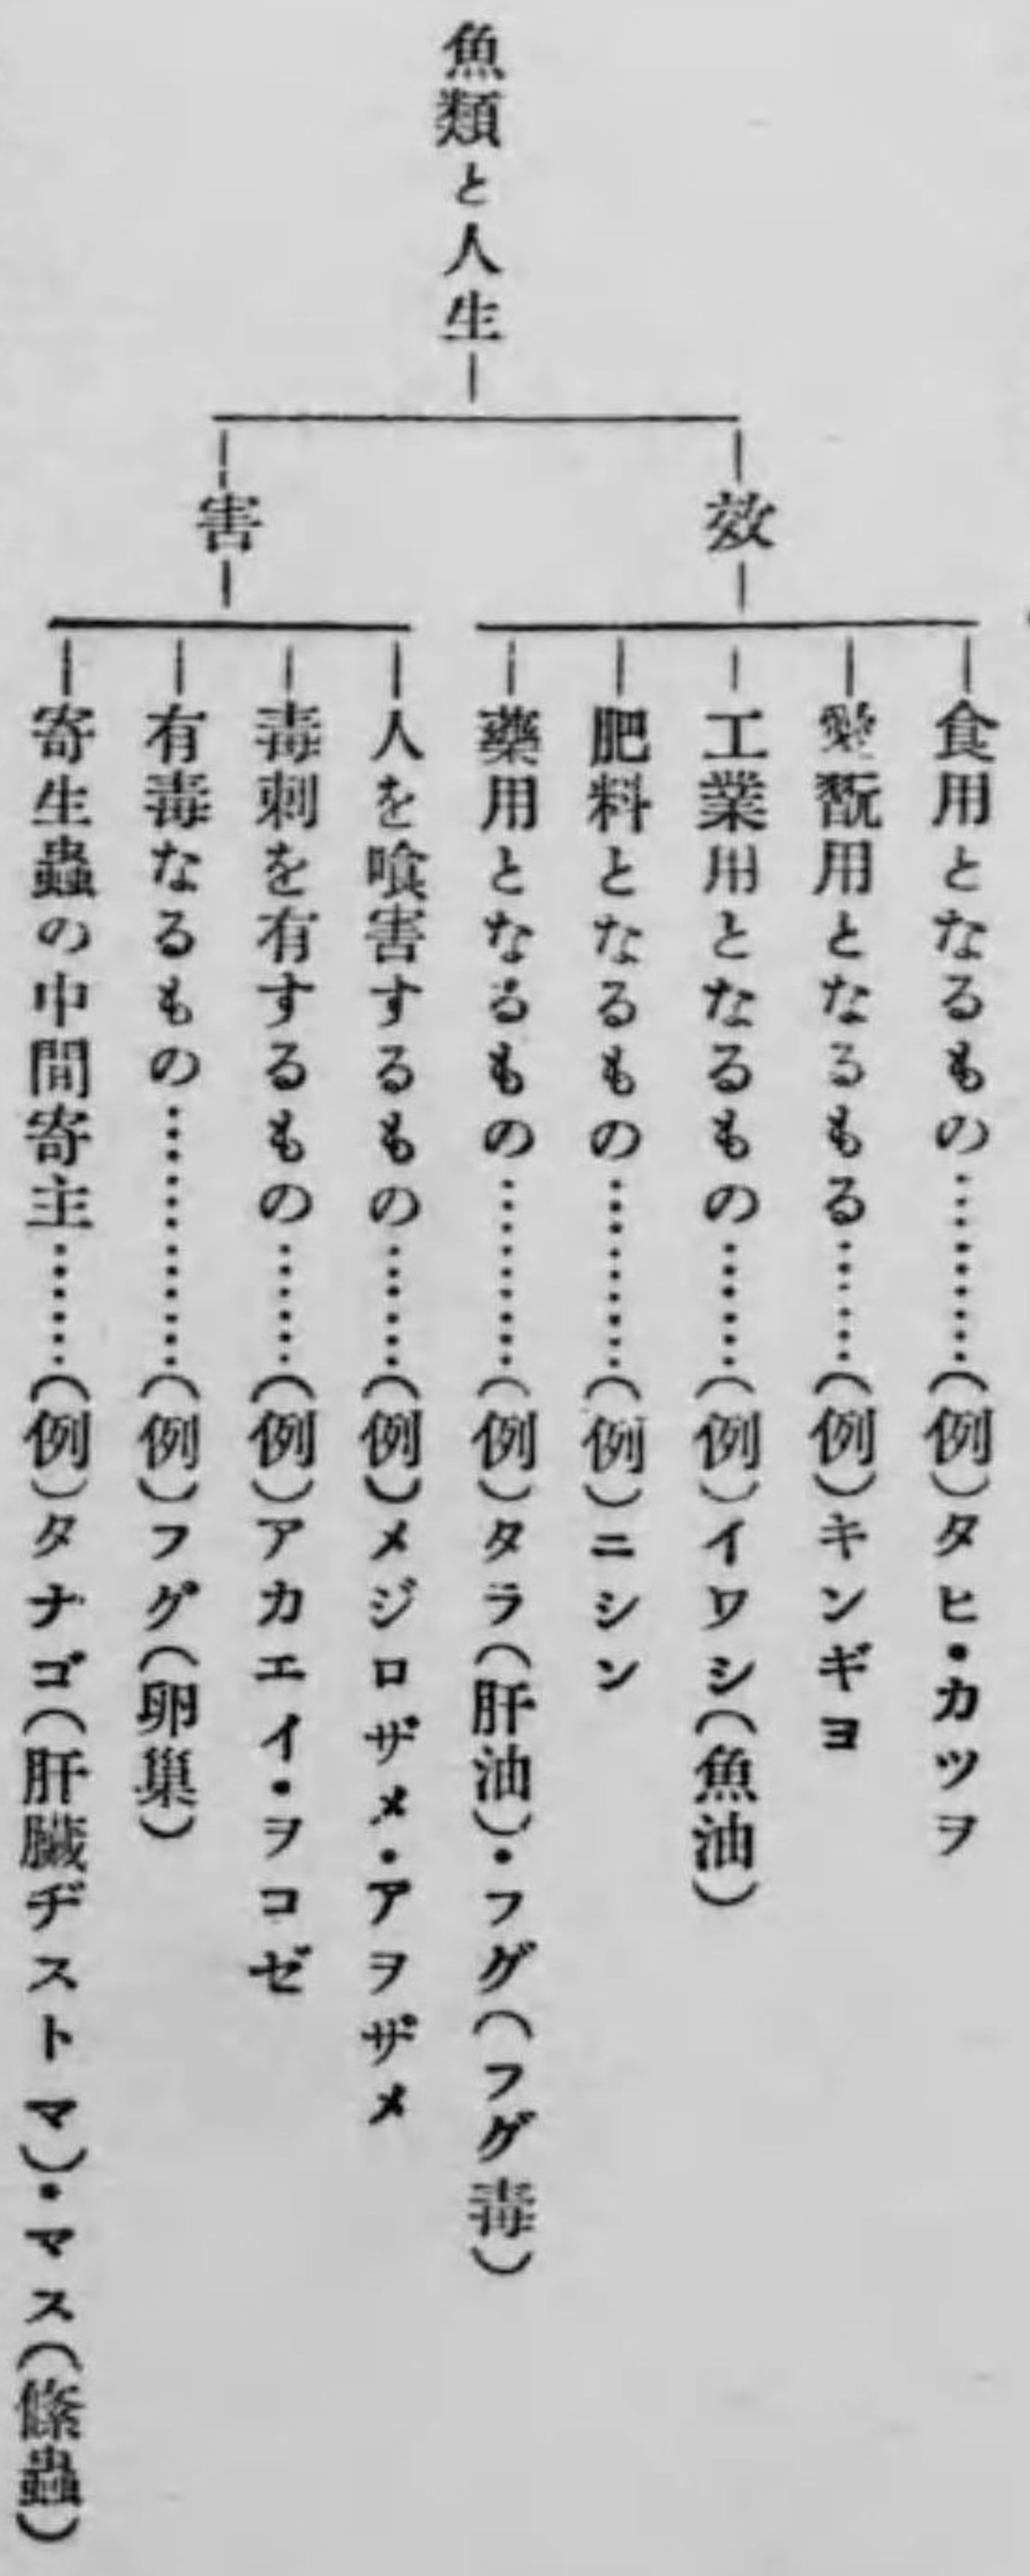 魚類と人生
效
食用となるもの………(例)タヒ・カツヲ
愛翫用となるもる……(例)キンギヨ
工業用となるもの……(例)イワシ(魚油)
肥料となるもの………(例)ニシン
藥用となるもの………(例)タラ(肝油)・フグ(フグ毒)
害
人を喰害するもの……(例)メジロザメ・アヲザメ
毒刺を有するもの……(例)アカエイ・ヲコゼ
有毒なるもの…………(例)フグ(卵巢)
寄生蟲の中間寄主……(例)タナゴ(肝臟ヂストマ)・マス(絛蟲)